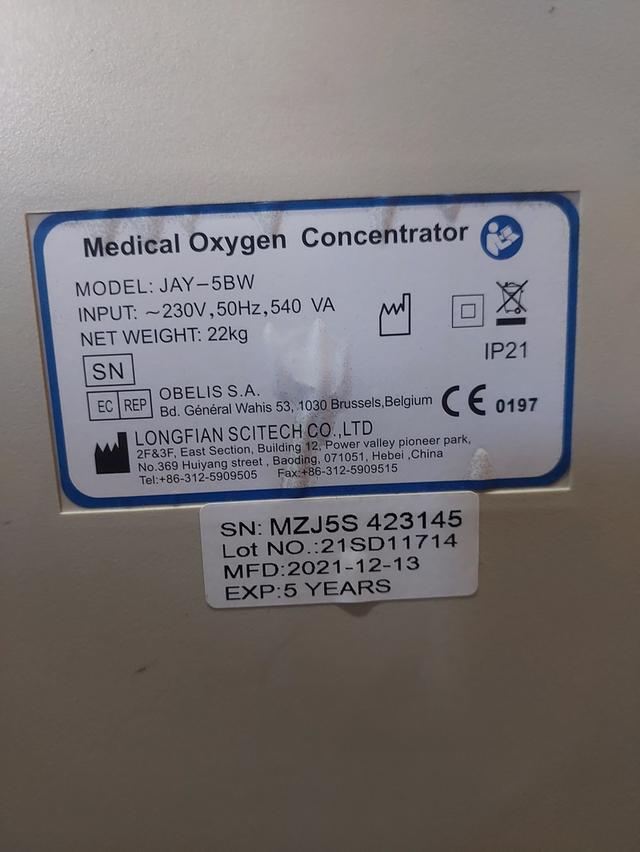 Medical Oxygen Concentrator
MODEL: JAY-5BW
INPUT: ~230V,50Hz,540 VA
NET WEIGHT: 22kg
IP21
SN
EC REP
OBELIS S.A.
Bd. Général Wahis 53, 1030 Brussels,Belgium
CE 0197
LONGFIAN SCITECH CO.,LTD
2F&3F, East Section, Building 12, Power valley pioneer park,
No.369 Huiyang street , Baoding, 071051, Hebei ,China
Tel:+86-312-5909505 Fax:+86-312-5909515
SN: MZJ5S 423145
Lot NO.:21SD11714
MFD:2021-12-13
EXP:5 YEARS